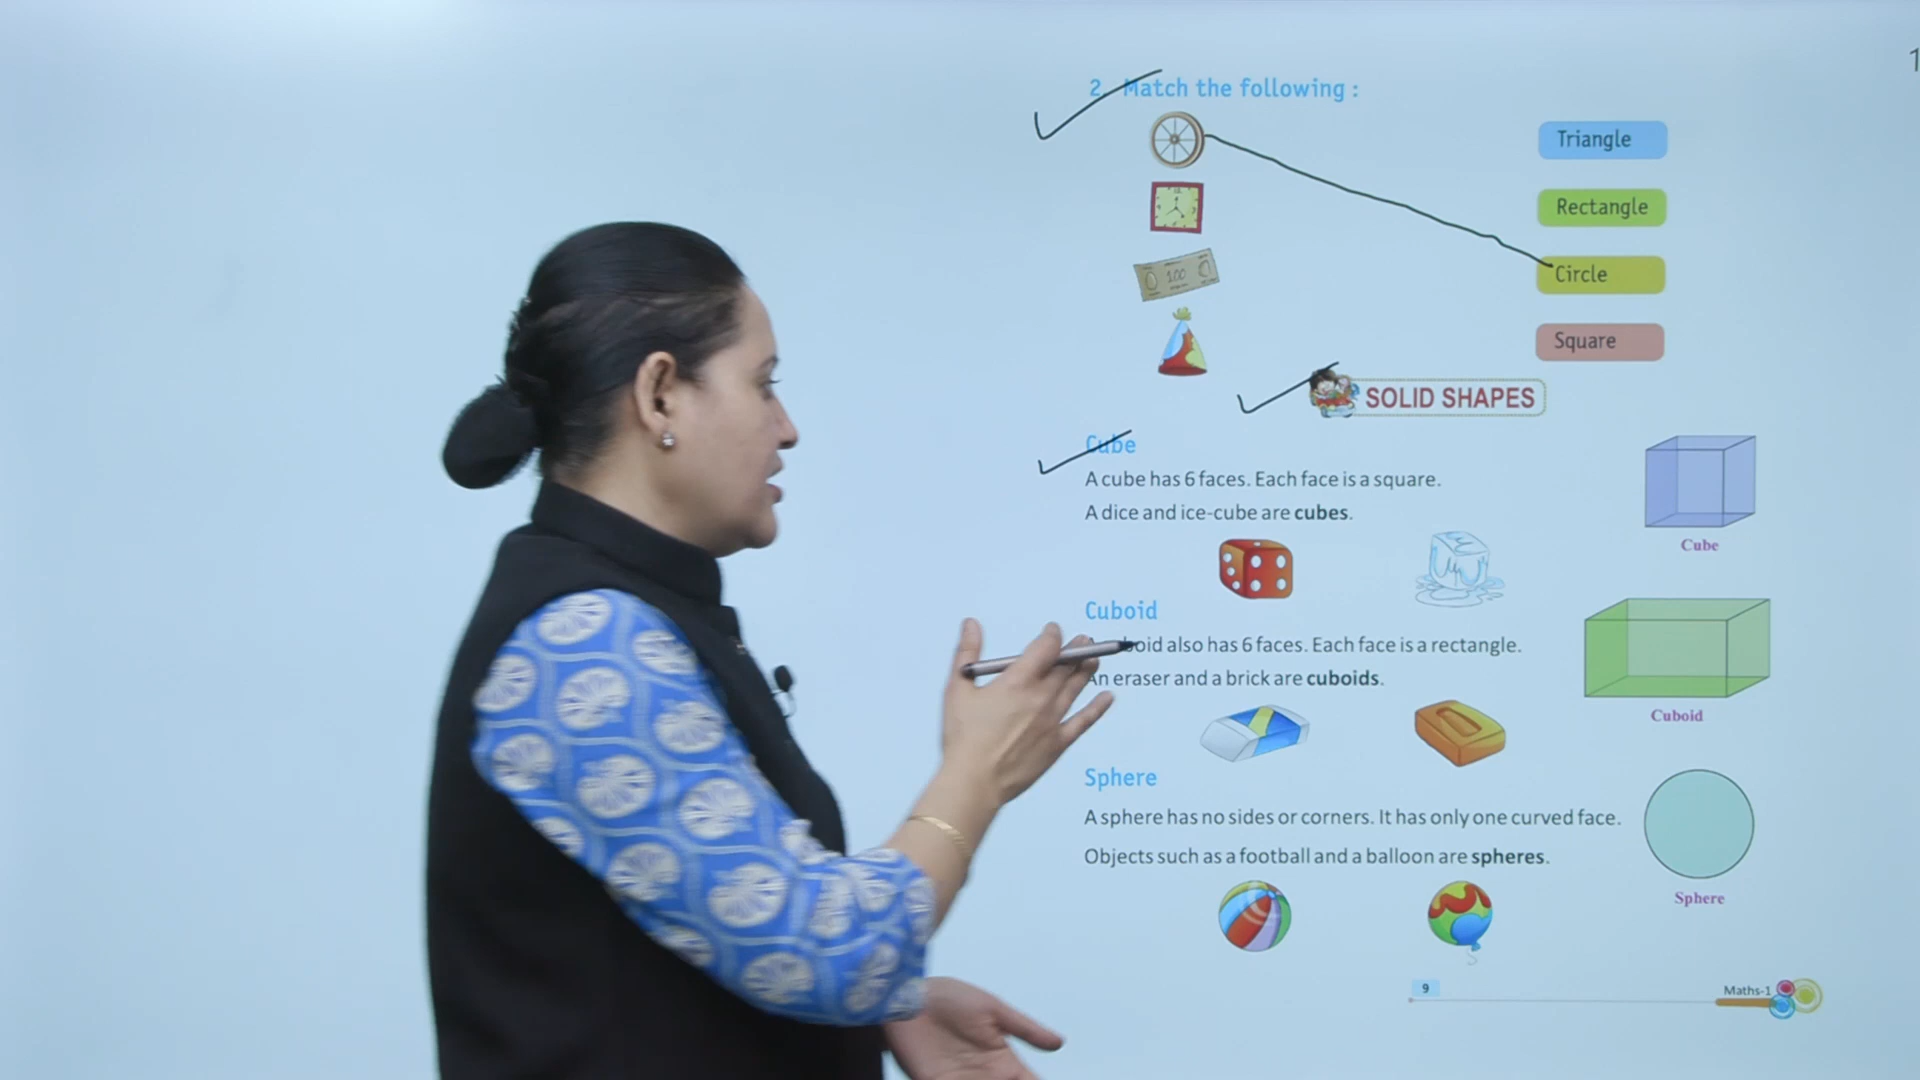 1
2. Match the following :
Triangle
Rectangle
100
Circle
Square
SOLID SHAPES
Cube
A cube has 6 faces. Each face is a square.
A dice and ice-cube are cubes.
Cube
Cuboid
also has 6 faces. Each face is a rectangle.
An eraser and a brick are cuboids.
Cuboid
Sphere
A sphere has no sides or corners. It has only one curved face.
Objects such as a football and a balloon are spheres.
Sphere
9
Maths-1